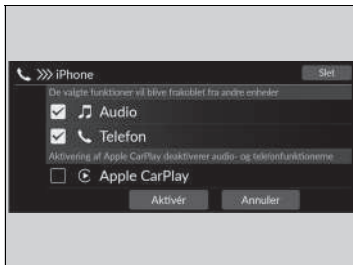 iPhone
Slet
De valgte funktioner vil blive frakoblet fra andre enheder
Audio
Telefon
Aktivering af Apple CarPlay deaktiverer audio- og telefonfunktionerne
Apple CarPlay
Aktivér
Annuller